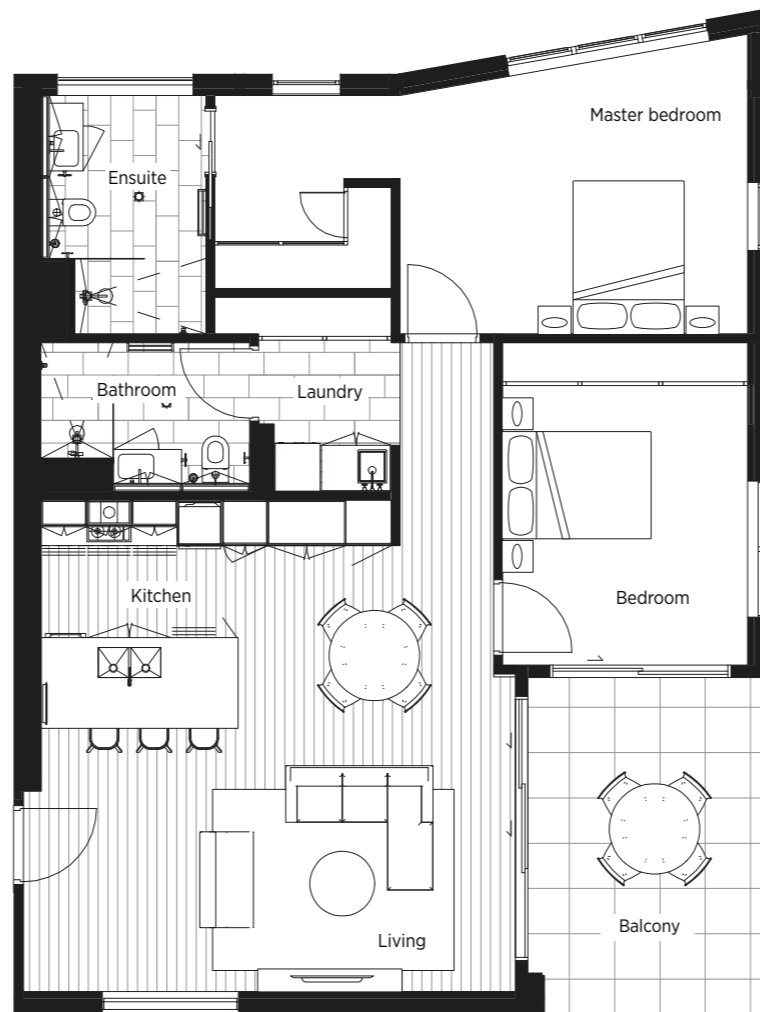 Master bedroom
Ensuite
Bathroom
Laundry
Kitchen
Bedroom
Living
Balcony